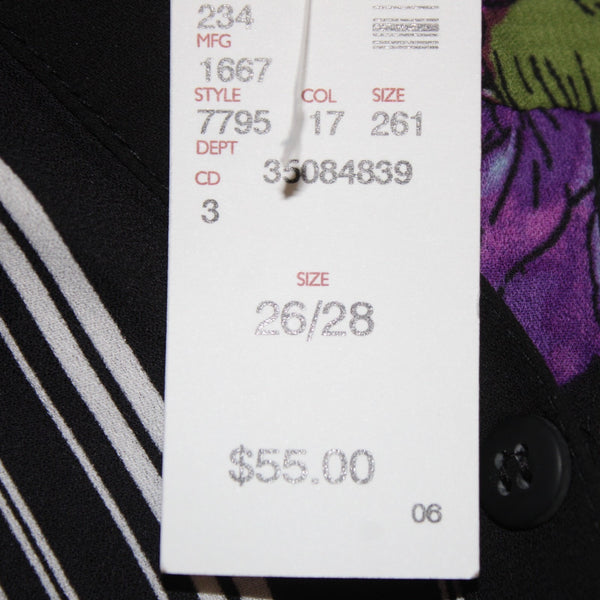 234
MFG
1667
STYLE COL SIZE
7795 17 261
DEPT
CD 35084839
3
SIZE
26/28
$55.00
06